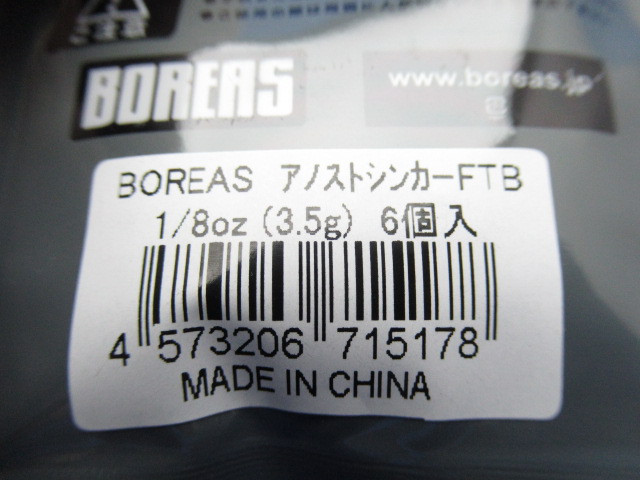 BOREAS
www.boreas.jp/
BOREAS アノストシンカーFTB
1/8oz (3.5g) 6個入
4 573206 715178
MADE IN CHINA